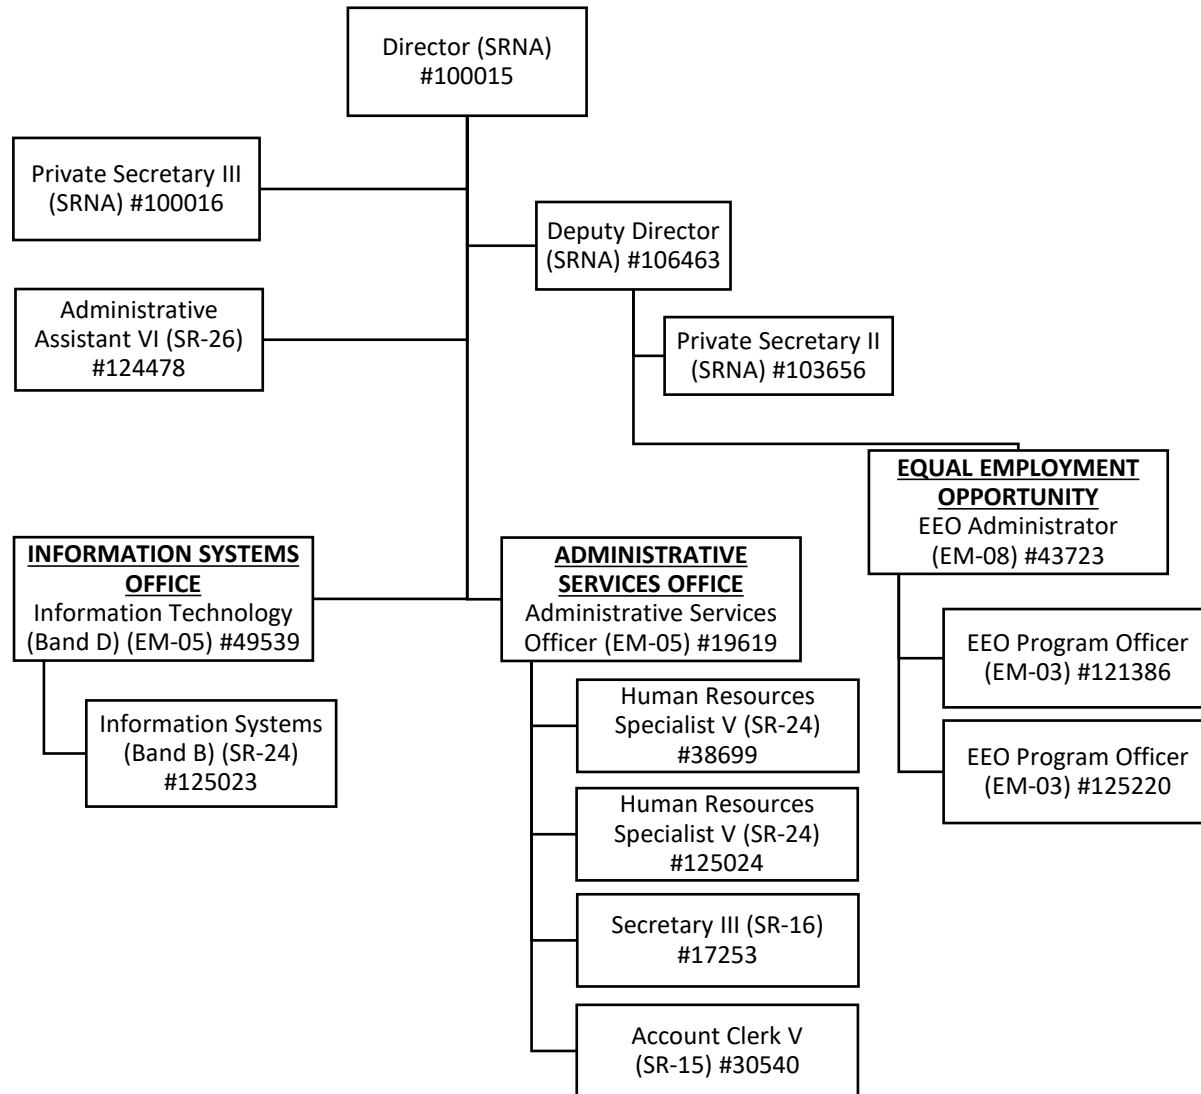 Director (SRNA)
#100015
Private Secretary III
(SRNA) #100016
Deputy Director
(SRNA) #106463
Administrative
Assistant VI (SR-26)
#124478
Private Secretary II
(SRNA) #103656
EQUAL EMPLOYMENT
OPPORTUNITY
EEO Administrator
(EM-08) #43723
INFORMATION SYSTEMS
OFFICE
Information Technology
(Band D) (EM-05) #49539
ADMINISTRATIVE
SERVICES OFFICE
Administrative Services
Officer (EM-05) #19619
EEO Program Officer
(EM-03) #121386
EEO Program Officer
(EM-03) #125220
Information Systems
(Band B) (SR-24)
#125023
Human Resources
Specialist V (SR-24)
#38699
Human Resources
Specialist V (SR-24)
#125024
Secretary III (SR-16)
#17253
Account Clerk V
(SR-15) #30540